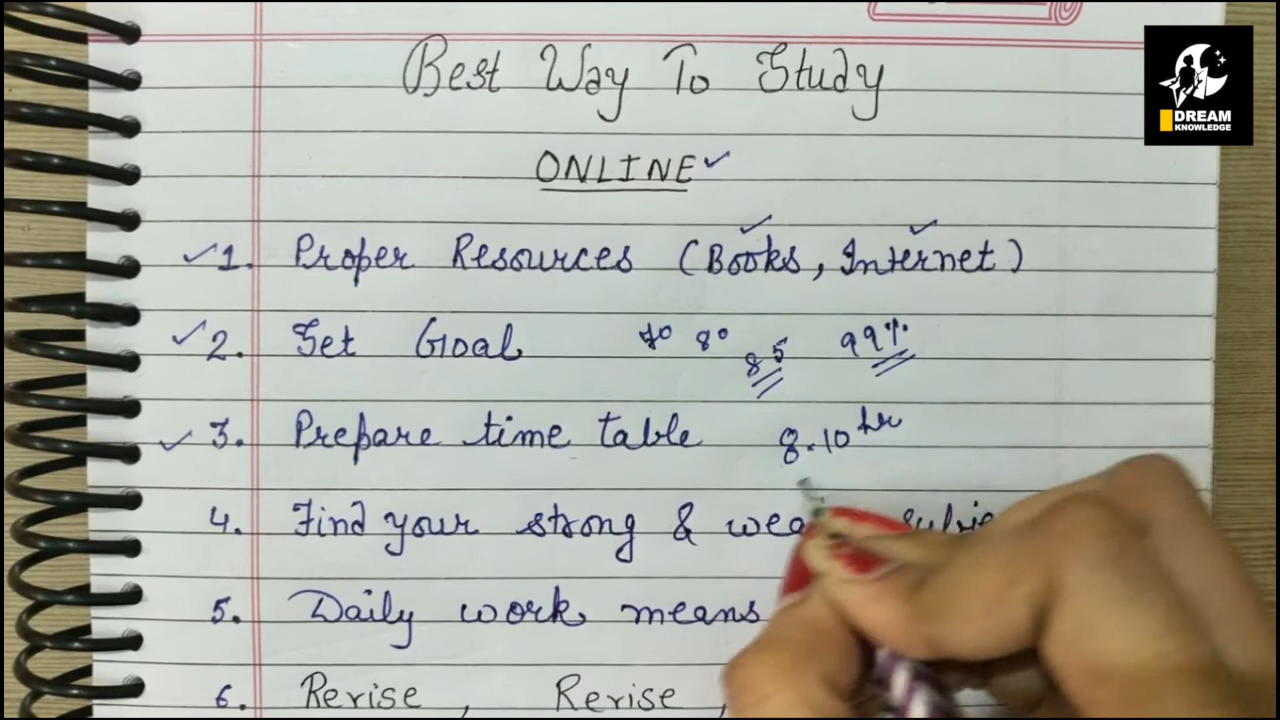 Best Way To Study
DREAM
KNOWLEDGE
ONLINE
1. Proper Resources (Books, Internet)
2. Set Goal 70 80 85 99%
3. Prepare time table 8-10 hr
4. Find your strong &
5. Daily work means
6. Revise, Revise,